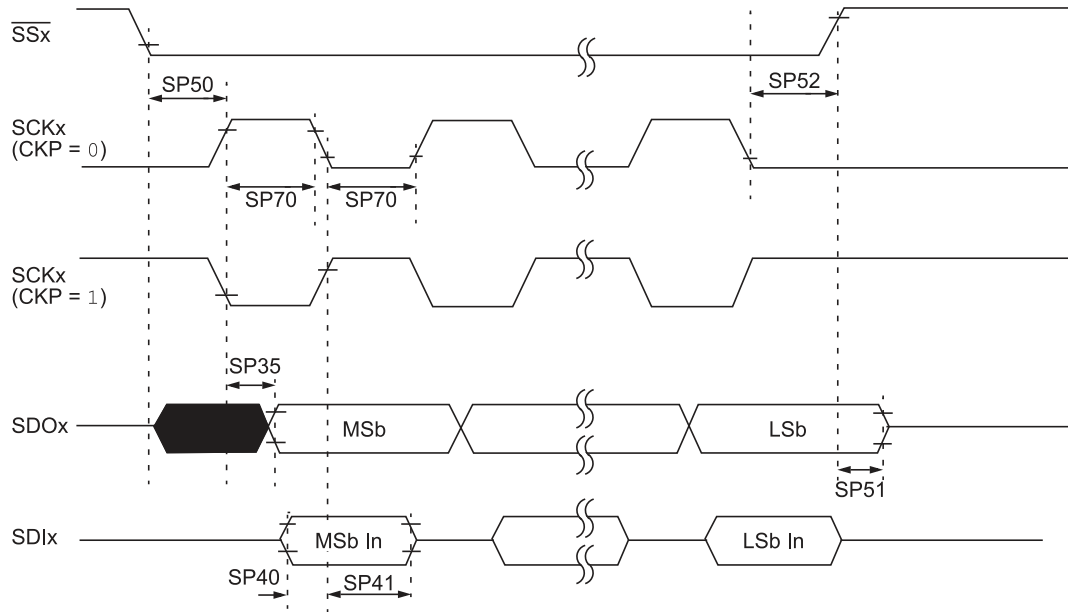 SSx
SP50
SP52
SCKx
(CKP = 0)
SP70
SP70
SCKx
(CKP = 1)
SP35
SDOx
MSb
LSb
SP51
SDIx
MSb In
LSb In
SP40
SP41